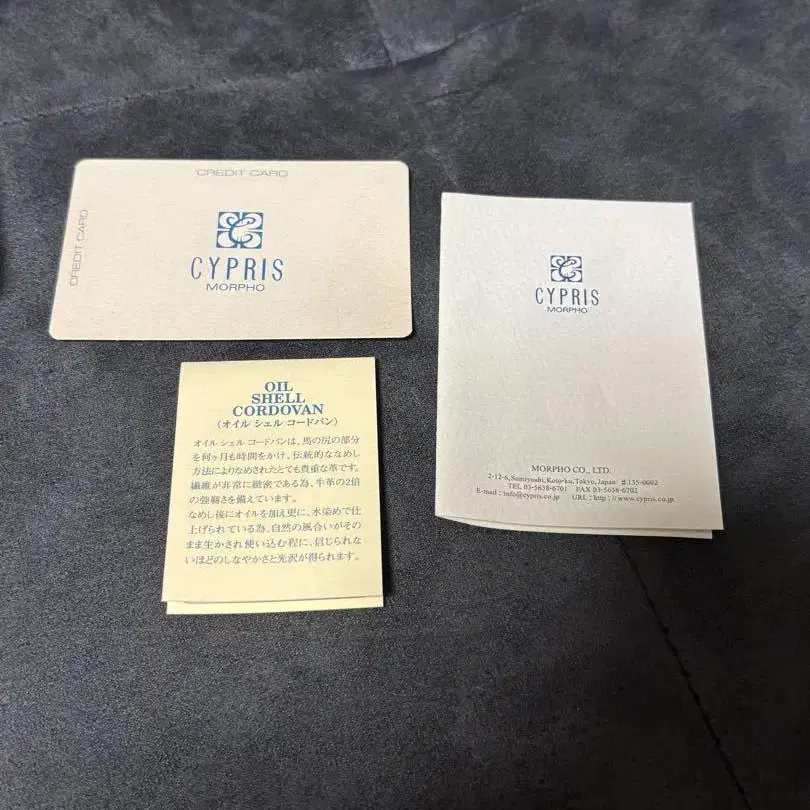 CREDIT CARD
CREDIT CARD
CYPRIS
MORPHO
OIL
SHELL
CORDOVAN
(オイル シェル コードバン)
オイル シェル コードバンは、馬の尻の部分
を何ヶ月も時間をかけ、伝統的ななめし
方法によりなめされたとても貴重な革です。
繊維が非常に緻密である為、牛革の2倍
の強靱さを備えています。
なめし後にオイルを加え更に、水染めで仕
上げられている為、自然の風合いがその
まま生かされ使い込む程に、信じられな
いほどのしなやかさと光沢が得られます。
CYPRIS
MORPHO
MORPHO CO., LTD.
2-12-6, Sumiyoshi, Koto-ku, Tokyo, Japan #135-0002
TEL 03-5638-6701 FAX 03-5638-6702
E-mail : info@cypris.co.jp URL : http : // www.cypris.co.jp